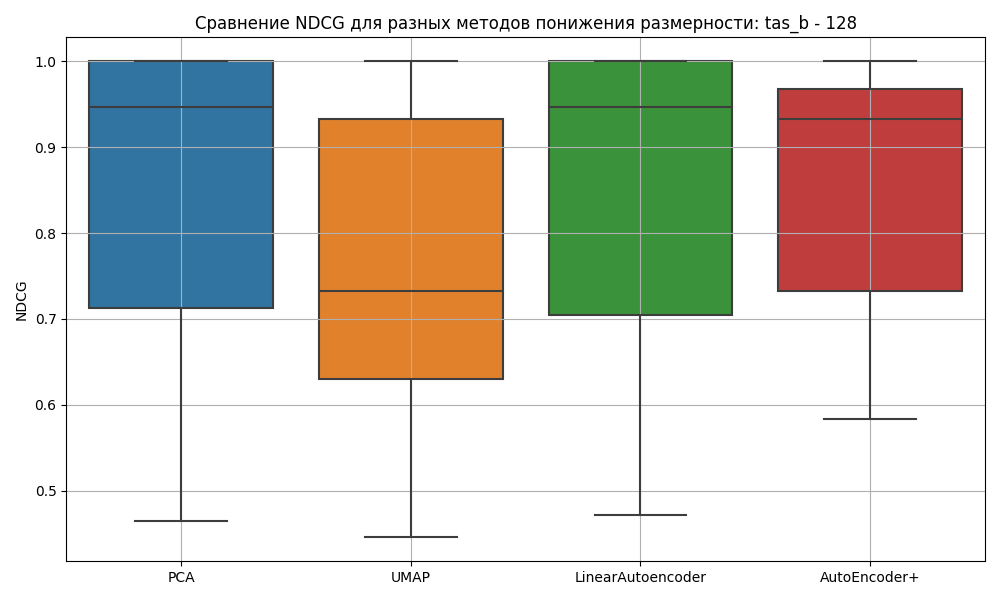 Сравнение NDCG для разных методов понижения размерности: tas_b - 128
1.0
0.9
0.8
0.7
0.6
0.5
NDCG
PCA
UMAP
LinearAutoencoder
AutoEncoder+